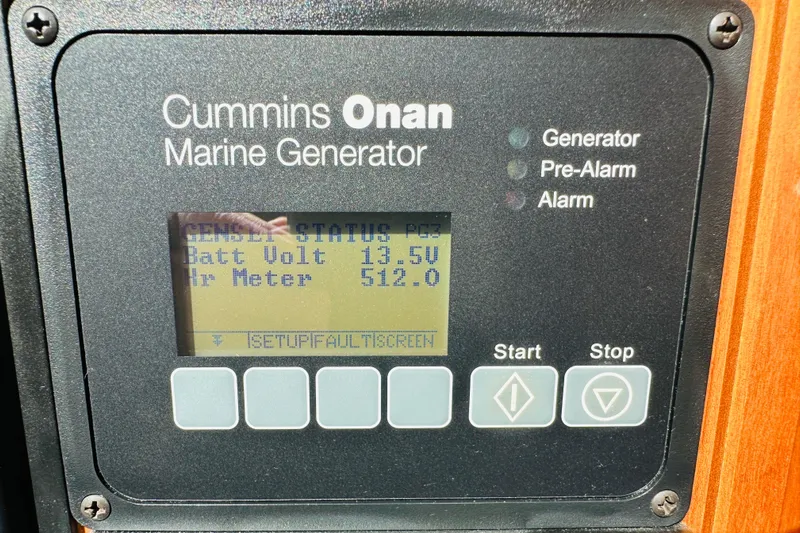 Cummins Onan
Marine Generator
Generator
Pre-Alarm
Alarm
GENSET STATUS PG3
Batt Volt 13.5V
Hr Meter 512.0
SETUP FAULT SCREEN
Start
Stop